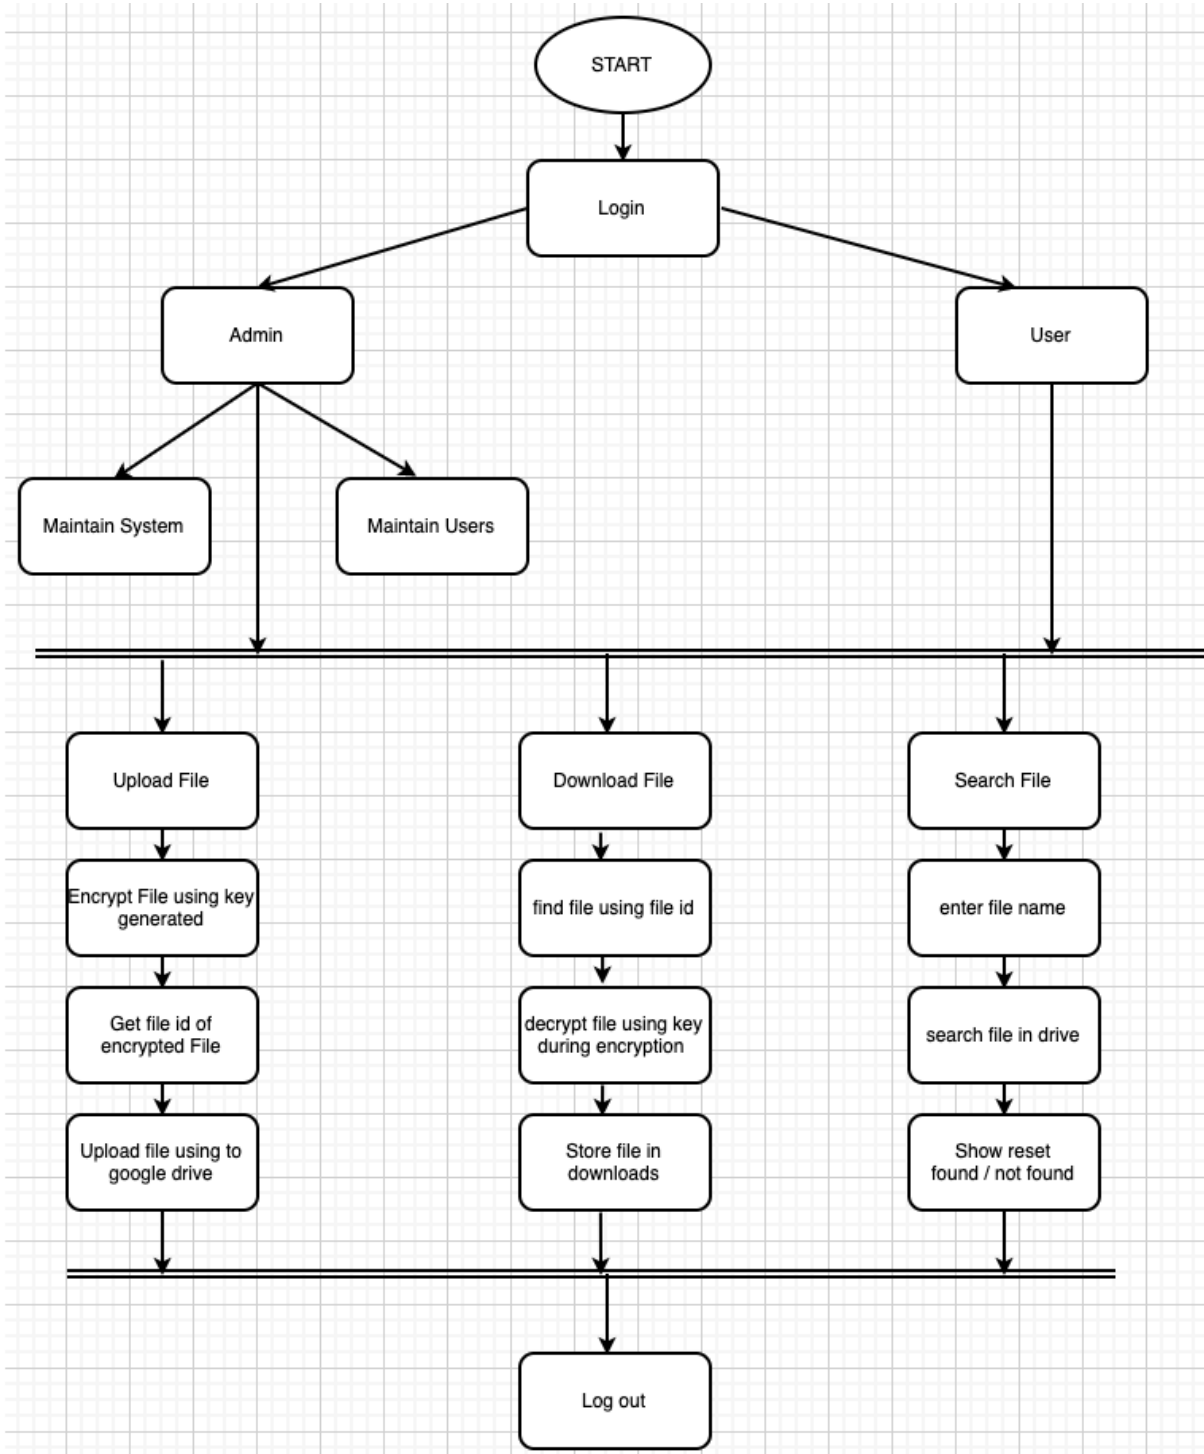 START
Login
Admin
User
Maintain System
Maintain Users
Upload File
Download File
Search File
Encrypt File using key
generated
find file using file id
enter file name
Get file id of
encrypted File
decrypt file using key
during encryption
search file in drive
Upload file using to
google drive
Store file in
downloads
Show reset
found / not found
Log out